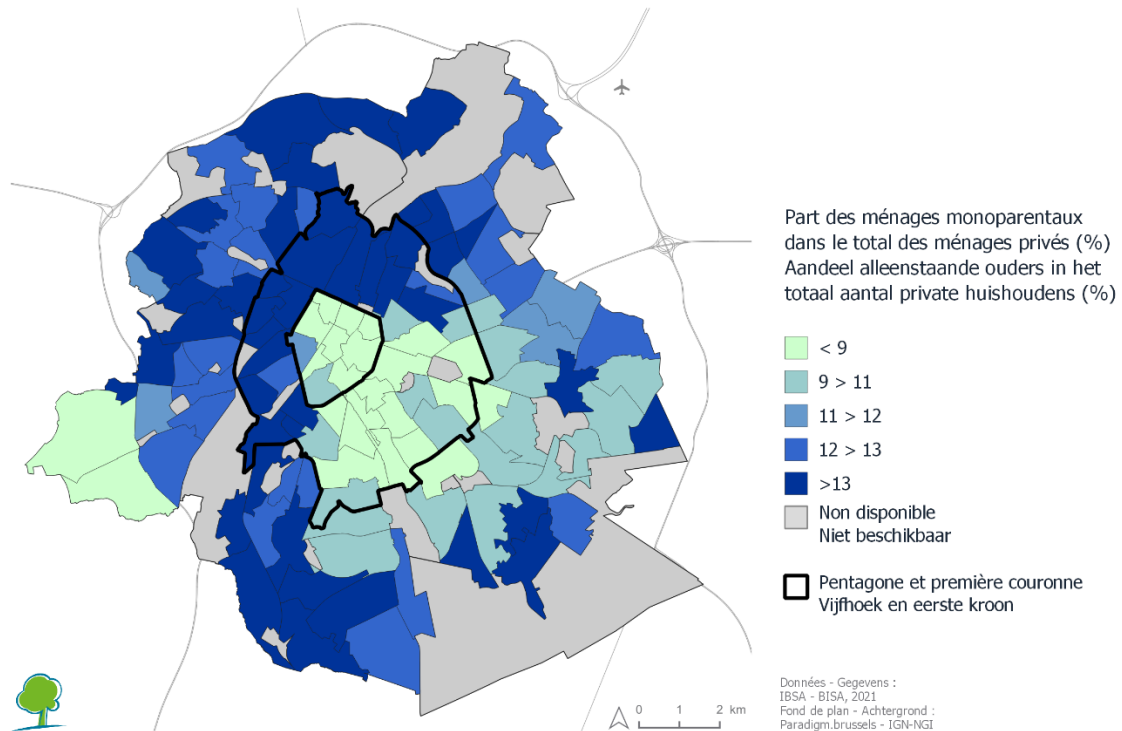 Part des ménages monoparentaux
dans le total des ménages privés (%)
Aandeel alleenstaande ouders in het
totaal aantal private huishoudens (%)
< 9
9 > 11
11 > 12
12 > 13
>13
Non disponible
Niet beschikbaar
Pentagone et première couronne
Vijfhoek en eerste kroon
0 1 2 km
Données - Gegevens :
IBSA - BISA, 2021
Fond de plan - Achtergrond :
Paradigm.brussels - IGN-NGI